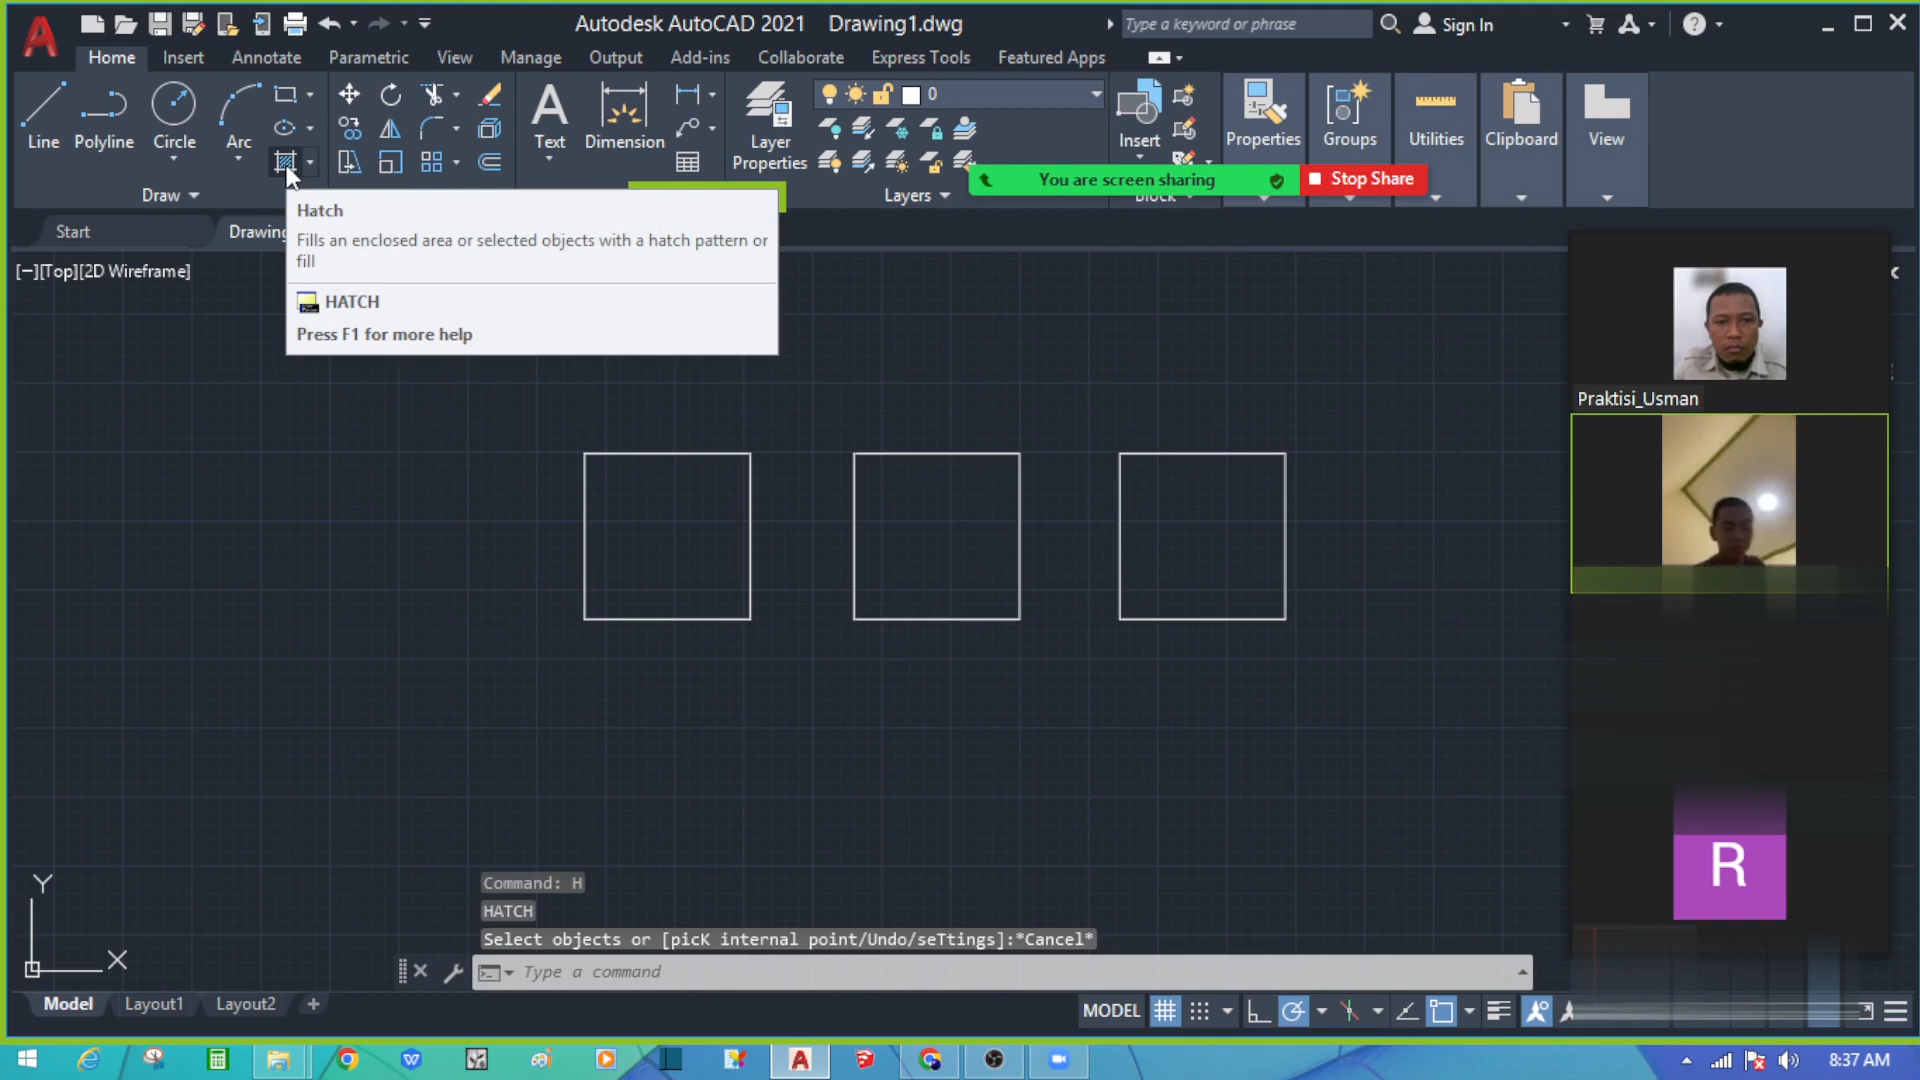 Autodesk AutoCAD 2021 Drawing1.dwg
Type a keyword or phrase
Sign In
Home Insert Annotate Parametric View Manage Output Add-ins Collaborate Express Tools Featured Apps
Line
Polyline
Circle
Arc
Text
Dimension
Layer
Properties
0
Insert
Properties
Groups
Utilities
Clipboard
View
You are screen sharing
Stop Share
Draw
Layers
Block
Start
Drawing
Hatch
Fills an enclosed area or selected objects with a hatch pattern or
fill
HATCH
Press F1 for more help
[−][Top][2D Wireframe]
Praktisi_Usman
R
Y
X
Command: H
HATCH
Select objects or [picK internal point/Undo/seTtings]:*Cancel*
Type a command
Model
Layout1
Layout2
MODEL
8:37 AM